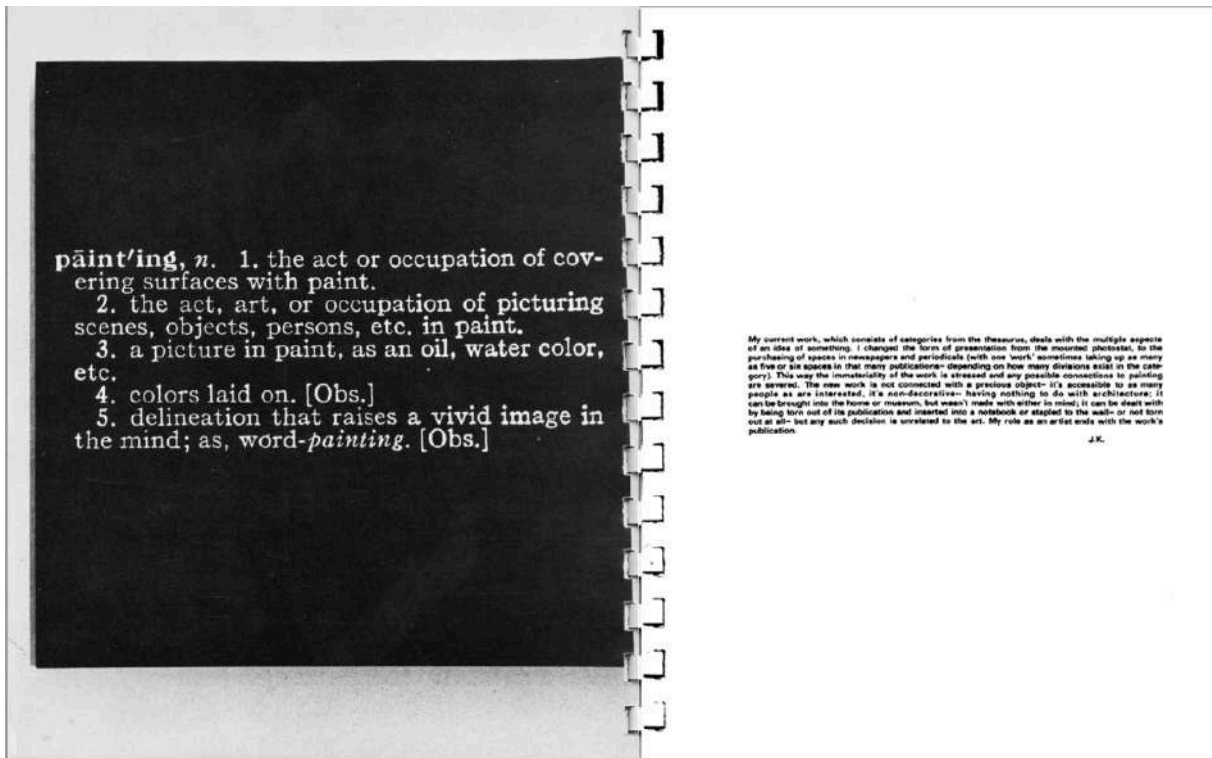 pāint′ing, n. 1. the act or occupation of cov-
ering surfaces with paint.
2. the act, art, or occupation of picturing
scenes, objects, persons, etc. in paint.
3. a picture in paint, as an oil, water color,
etc.
4. colors laid on. [Obs.]
5. delineation that raises a vivid image in
the mind; as, word-painting. [Obs.]
My current work, which consists of categories from the thesaurus, deals with the multiple aspects
of an idea of something. I changed the form of presentation from the mounted photostat, to the
purchasing of spaces in newspapers and periodicals (with one 'work' sometimes taking up as many
as five or six spaces in that many publications– depending on how many divisions exist in the cate-
gory). This way the immateriality of the work is stressed and any possible connections to painting
are severed. The new work is not connected with a precious object– it's accessible to as many
people as are interested, it's non-decorative– having nothing to do with architecture; it
can be brought into the home or museum, but wasn't made with either in mind; it can be dealt with
by being torn out of its publication and inserted into a notebook or stapled to the wall– or not torn
out at all– but any such decision is unrelated to the art. My role as an artist ends with the work's
publication.
J.K.